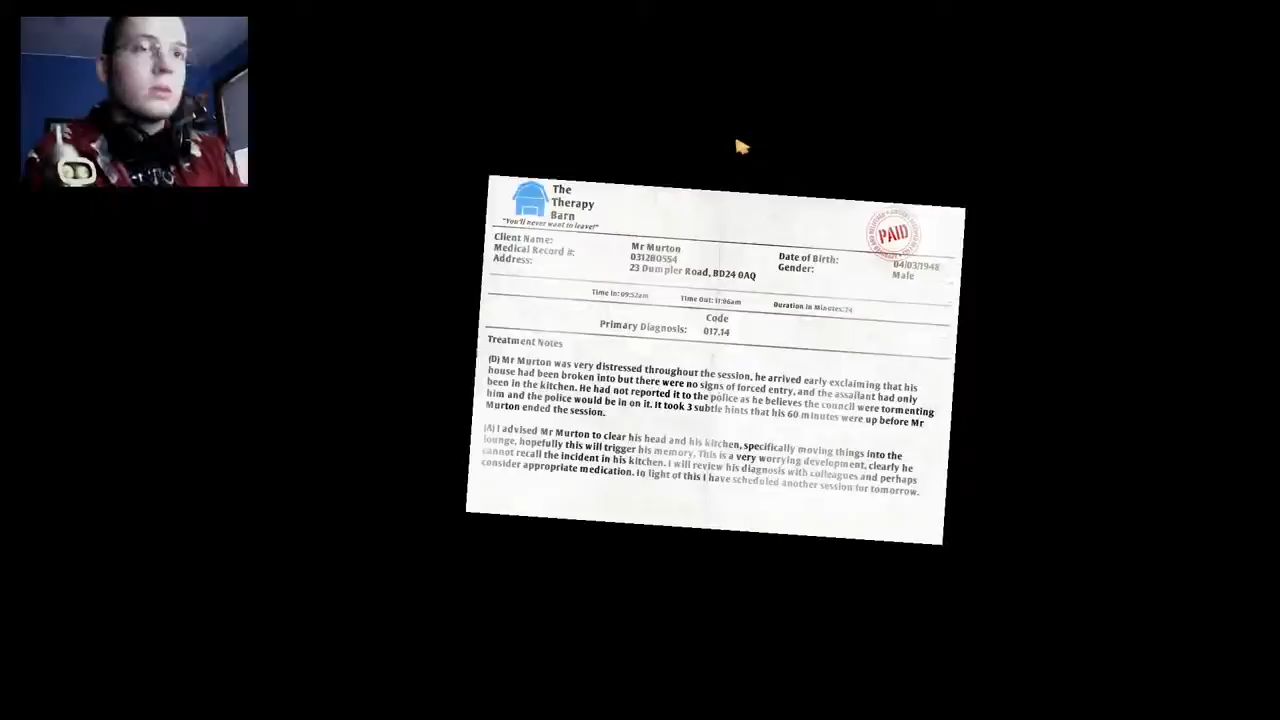 The
Therapy
Barn
"You'll never want to leave!"
PAID
Client Name: Mr Murton Date of Birth: 04/03/1948
Medical Record #: 031280554 Gender: Male
Address: 23 Dumpler Road, BD24 0AQ
Time In: 09:52am Time Out: 11:06am Duration in Minutes: 74
Code
Primary Diagnosis: 017.14
Treatment Notes
(D) Mr Murton was very distressed throughout the session, he arrived early exclaiming that his
house had been broken into but there were no signs of forced entry, and the assailant had only
been in the kitchen. He had not reported it to the police as he believes the council were tormenting
him and the police would be in on it. It took 3 subtle hints that his 60 minutes were up before Mr
Murton ended the session.
(A) I advised Mr Murton to clear his head and his kitchen, specifically moving things into the
lounge, hopefully this will trigger his memory. This is a very worrying development, clearly he
cannot recall the incident in his kitchen. I will review his diagnosis with colleagues and perhaps
consider appropriate medication. In light of this I have scheduled another session for tomorrow.